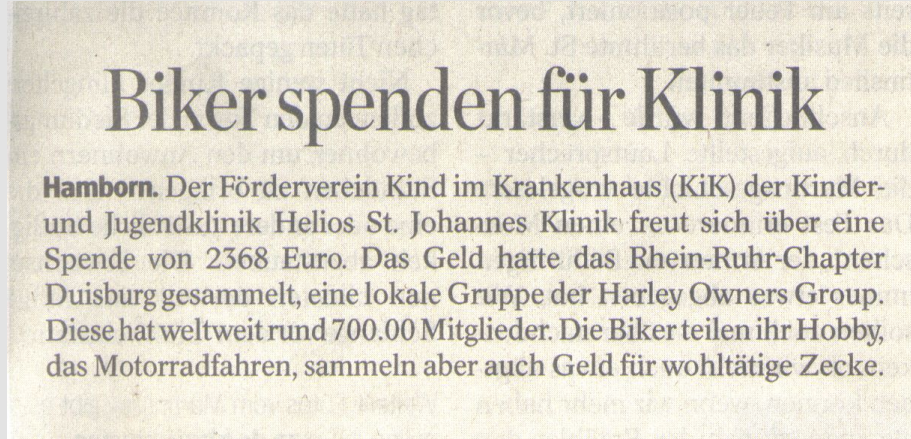 Biker spenden für Klinik
Hamborn. Der Förderverein Kind im Krankenhaus (KiK) der Kinder-
und Jugendklinik Helios St. Johannes Klinik freut sich über eine
Spende von 2368 Euro. Das Geld hatte das Rhein-Ruhr-Chapter
Duisburg gesammelt, eine lokale Gruppe der Harley Owners Group.
Diese hat weltweit rund 700.00 Mitglieder. Die Biker teilen ihr Hobby,
das Motorradfahren, sammeln aber auch Geld für wohltätige Zecke.